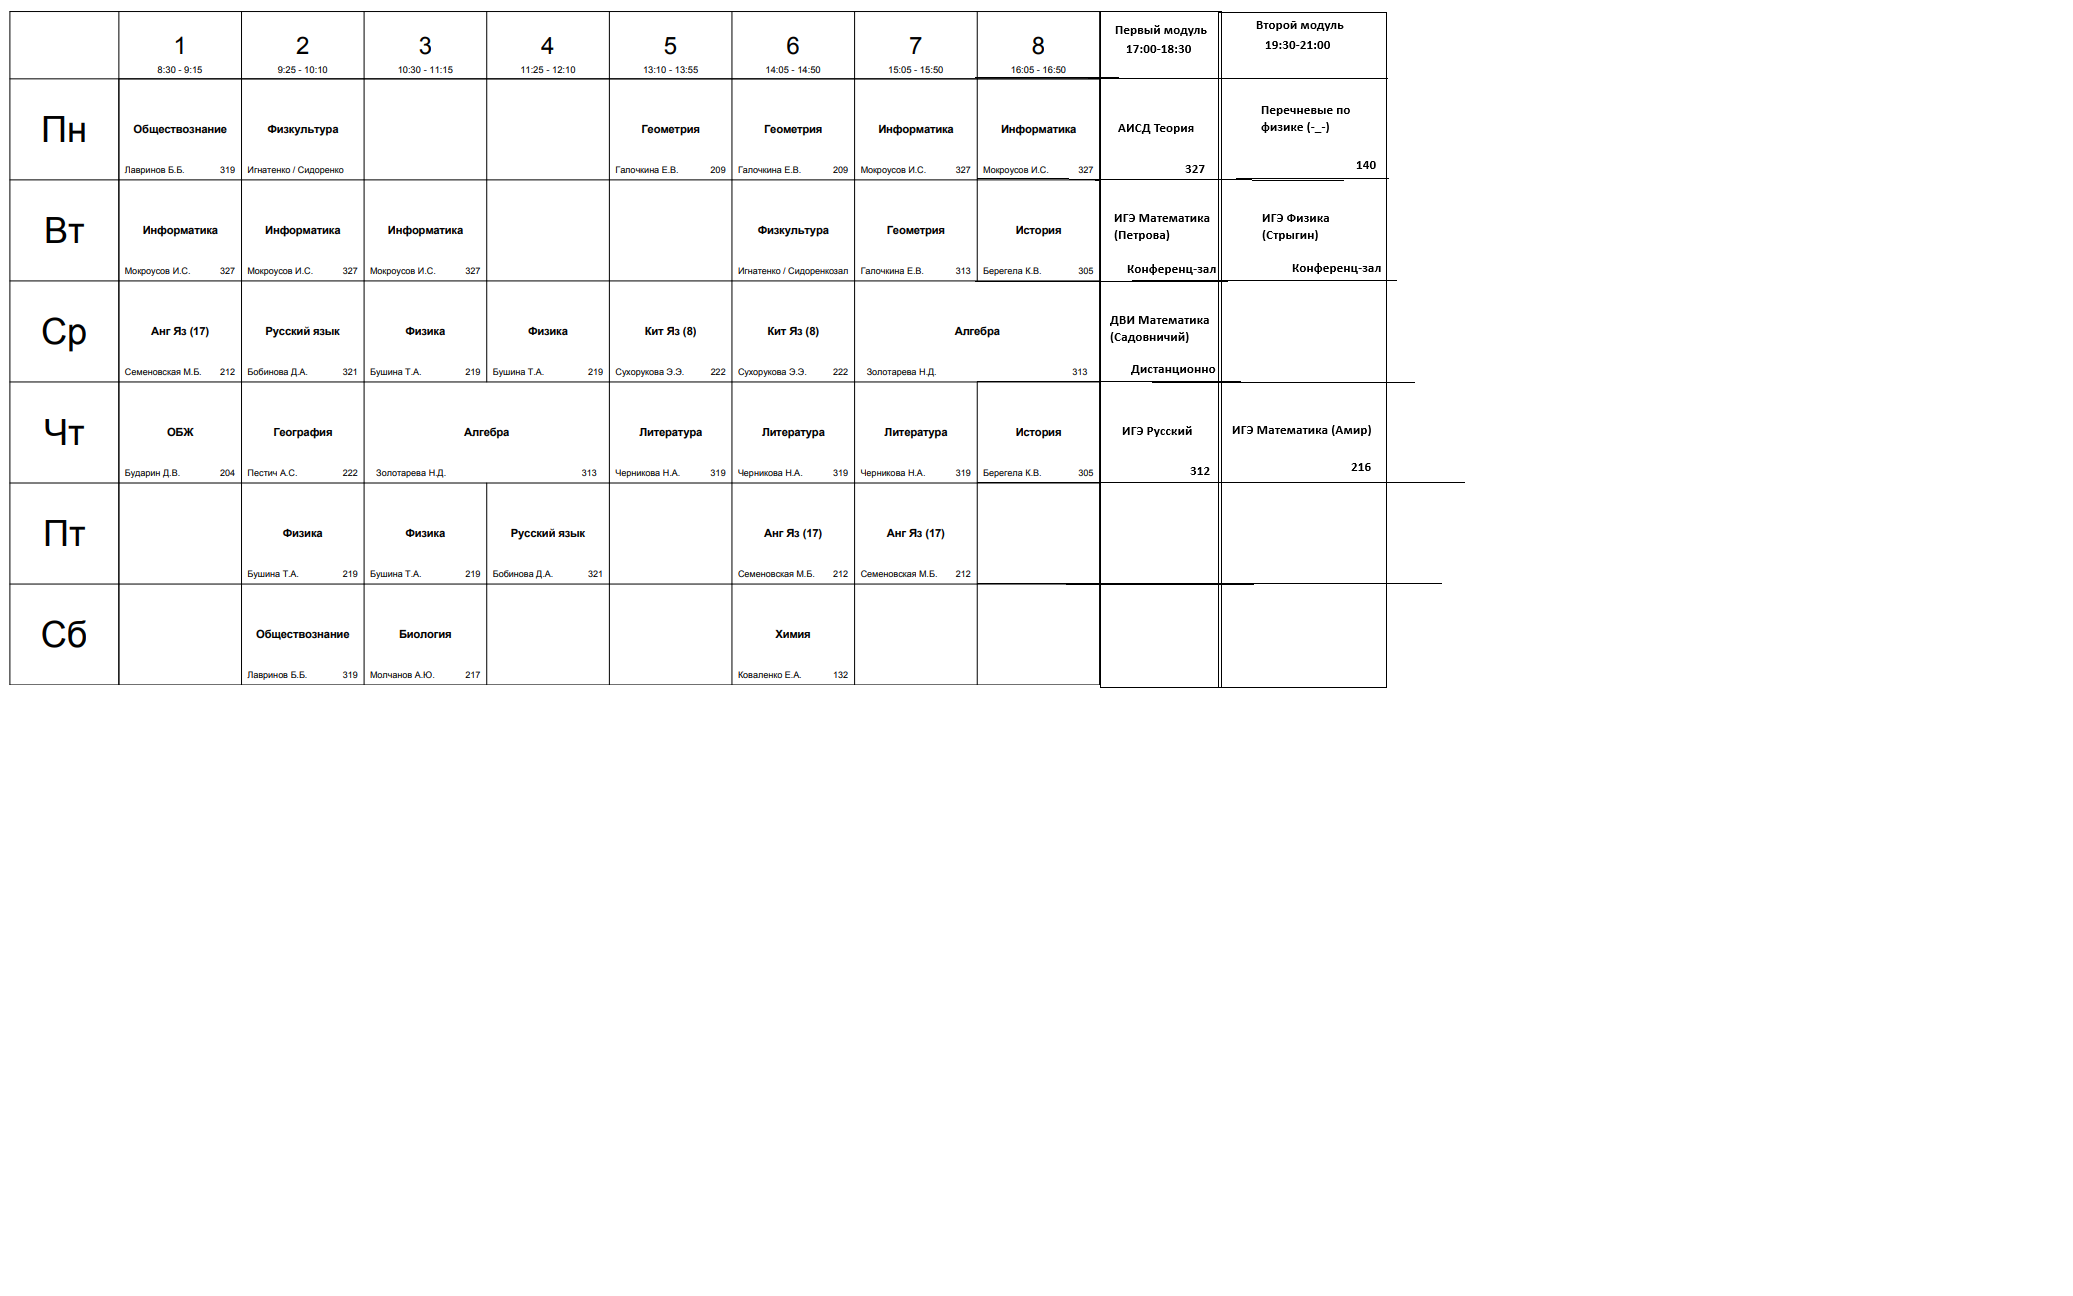 1 2 3 4 5 6 7 8 Первый модуль Второй модуль
8:30 - 9:15 9:25 - 10:10 10:30 - 11:15 11:25 - 12:10 13:10 - 13:55 14:05 - 14:50 15:05 - 15:50 16:05 - 16:50 17:00-18:30 19:30-21:00
Пн
Обществознание
Лавринов Б.Б. 319
Физкультура
Игнатенко / Сидоренко
Геометрия
Галочкина Е.В. 209
Геометрия
Галочкина Е.В. 209
Информатика
Мокроусов И.С. 327
Информатика
Мокроусов И.С. 327
АИСД Теория
327
Перечневые по
физике (-_-)
140
Вт
Информатика
Мокроусов И.С. 327
Информатика
Мокроусов И.С. 327
Информатика
Мокроусов И.С. 327
Физкультура
Игнатенко / Сидоренкозал
Геометрия
Галочкина Е.В. 313
История
Берегела К.В. 305
ИГЭ Математика
(Петрова)
Конференц-зал
ИГЭ Физика
(Стрыгин)
Конференц-зал
Ср
Анг Яз (17)
Семеновская М.Б. 212
Русский язык
Бобинова Д.А. 321
Физика
Бушина Т.А. 219
Физика
Бушина Т.А. 219
Кит Яз (8)
Сухорукова Э.Э. 222
Кит Яз (8)
Сухорукова Э.Э. 222
Алгебра
Золотарева Н.Д. 313
ДВИ Математика
(Садовничий)
Дистанционно
Чт
ОБЖ
Бударин Д.В. 204
География
Пестич А.С. 222
Алгебра
Золотарева Н.Д. 313
Литература
Черникова Н.А. 319
Литература
Черникова Н.А. 319
Литература
Черникова Н.А. 319
История
Берегела К.В. 305
ИГЭ Русский
312
ИГЭ Математика (Амир)
216
Пт
Физика
Бушина Т.А. 219
Физика
Бушина Т.А. 219
Русский язык
Бобинова Д.А. 321
Анг Яз (17)
Семеновская М.Б. 212
Анг Яз (17)
Семеновская М.Б. 212
Сб
Обществознание
Лавринов Б.Б. 319
Биология
Молчанов А.Ю. 217
Химия
Коваленко Е.А. 132